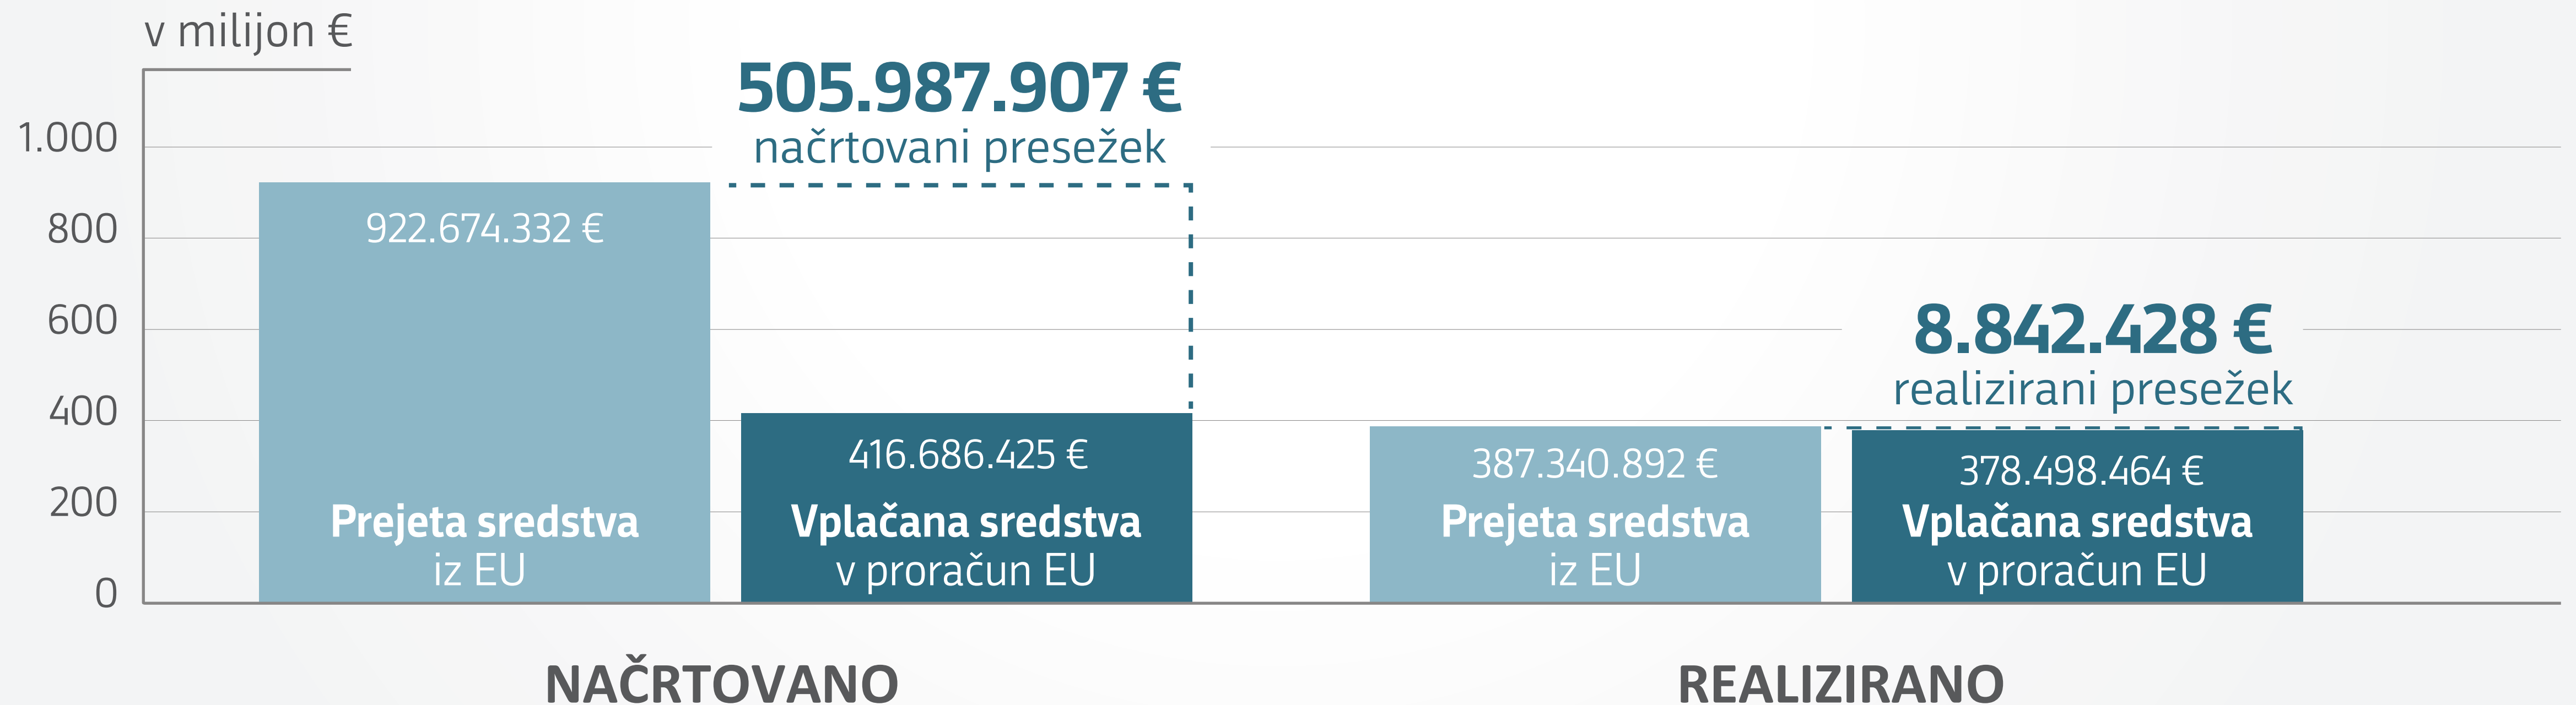 v milijon €
1.000
800
600
400
200
0
505.987.907 €
načrtovani presežek
922.674.332 €
Prejeta sredstva
iz EU
416.686.425 €
Vplačana sredstva
v proračun EU
8.842.428 €
realizirani presežek
387.340.892 €
Prejeta sredstva
iz EU
378.498.464 €
Vplačana sredstva
v proračun EU
NAČRTOVANO
REALIZIRANO